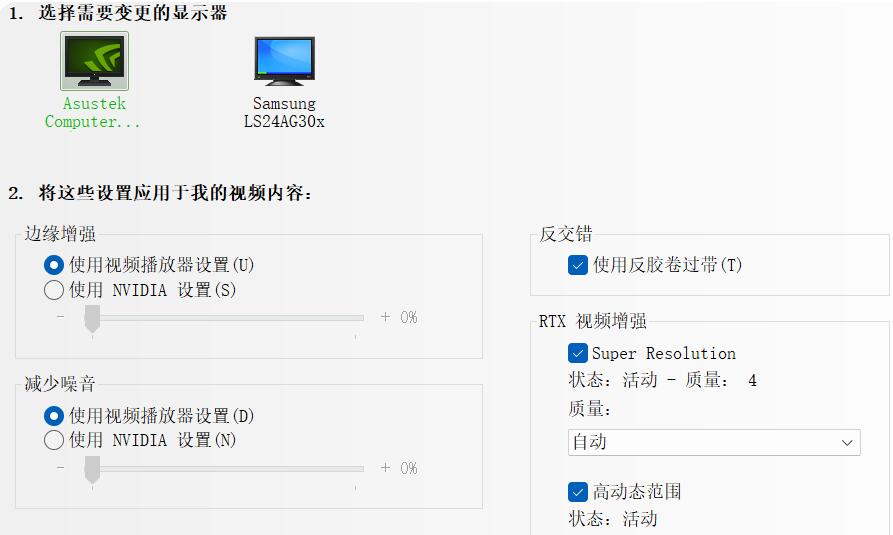 1. 选择需要变更的显示器
Asustek
Computer...
Samsung
LS24AG30x
2. 将这些设置应用于我的视频内容:
边缘增强
使用视频播放器设置(U)
使用 NVIDIA 设置(S)
- + 0%
减少噪音
使用视频播放器设置(D)
使用 NVIDIA 设置(N)
- + 0%
反交错
使用反胶卷过带(T)
RTX 视频增强
Super Resolution
状态: 活动 - 质量: 4
质量:
自动
高动态范围
状态: 活动